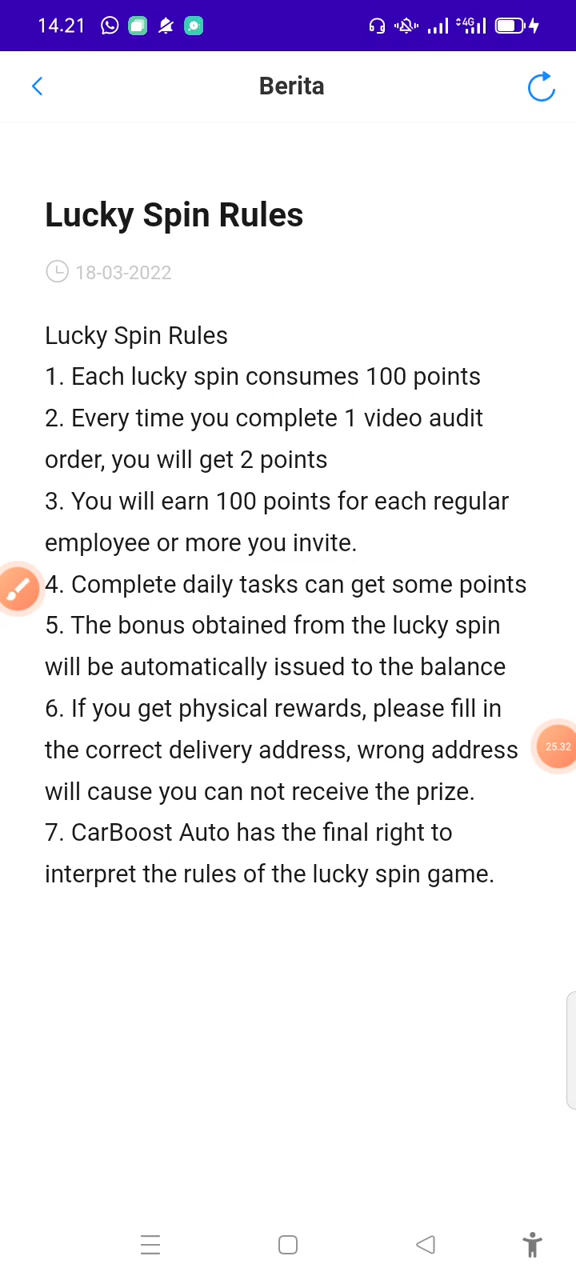 14.21
4G
Berita
Lucky Spin Rules
18-03-2022
Lucky Spin Rules
1. Each lucky spin consumes 100 points
2. Every time you complete 1 video audit
order, you will get 2 points
3. You will earn 100 points for each regular
employee or more you invite.
4. Complete daily tasks can get some points
5. The bonus obtained from the lucky spin
will be automatically issued to the balance
6. If you get physical rewards, please fill in
the correct delivery address, wrong address
25.32
will cause you can not receive the prize.
7. CarBoost Auto has the final right to
interpret the rules of the lucky spin game.